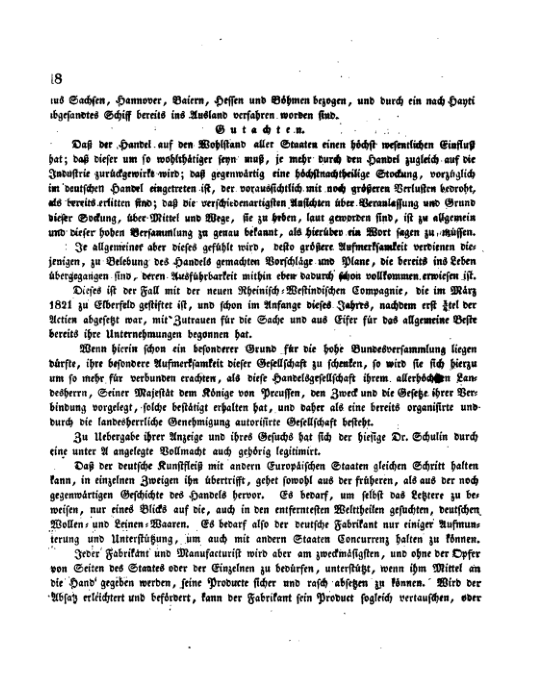 18
aus Sachsen, Hannover, Baiern, Hessen und Böhmen bezogen, und durch ein nach Hayti
abgesandtes Schiff bereits ins Ausland verfahren worden sind.
Gutachten.
Daß der Handel auf den Wohlstand aller Staaten einen höchst wesentlichen Einfluß
hat; daß dieser um so wohlthätiger seyn muß, je mehr durch den Handel zugleich auf die
Industrie zurückgewirkt wird; daß gegenwärtig eine höchstnachtheilige Stockung, vorzüglich
im deutschen Handel eingetreten ist, der voraussichtlich mit noch größeren Verlusten bedroht,
als bereits erlitten sind; daß die verschiedenartigsten Ansichten über Veranlassung und Grund
dieser Sockung, über Mittel und Wege, sie zu heben, laut geworden sind, ist zu allgemein
und dieser hohen Versammlung zu genau bekannt, als hierüber ein Wort sagen zu müssen.
Je allgemeiner aber dieses gefühlt wird, desto größere Aufmerksamkeit verdienen die-
jenigen, zu Belebung des Handels gemachten Vorschläge und Plane, die bereits ins Leben
übergegangen sind, deren Ausführbarkeit mithin eben dadurch schon vollkommen erwiesen ist.
Dieses ist der Fall mit der neuen Rheinisch-Westindischen Compagnie, die im März
1821 zu Elberfeld gestiftet ist, und schon im Anfange dieses Jahres, nachdem erst tel der
Actien abgesetzt war, mit Zutrauen für die Sache und aus Eifer für das allgemeine Beste
bereits ihre Unternehmungen begonnen hat.
Wenn hierin schon ein besonderer Grund für die hohe Bundesversammlung liegen
dürfte, ihre besondere Aufmerksamkeit dieser Gesellschaft zu schenken, so wird sie sich hierzu
um so mehr für verbunden erachten, als diese Handelsgesellschaft ihrem allerhöchsten Lan-
desherrn, Seiner Majestät dem Könige von Preussen, den Zweck und die Gesetze ihrer Ver-
bindung vorgelegt, solche bestätigt erhalten hat, und daher als eine bereits organisirte und
durch die landesherrliche Genehmigung autorisirte Gesellschaft besteht.
Zu Uebergabe ihrer Anzeige und ihres Gesuchs hat sich der hiesige Dr. Schulin durch
eine unter A angelegte Vollmacht auch gehörig legitimirt.
Daß der deutsche Kunstfleiß mit andern Europäischen Staaten gleichen Schritt halten
kann, in einzelnen Zweigen ihn übertrifft, gehet sowohl aus der früheren, als aus der noch
gegenwärtigen Geschichte des Handels hervor. Es bedarf, um selbst das Letztere zu be-
weisen, nur eines Blicks auf die, auch in den entferntesten Welttheilen gesuchten, deutschen
Wollen- und Leinen-Waaren. Es bedarf also der deutsche Fabrikant nur einiger Aufmun-
terung und Unterstützung, um auch mit andern Staaten Concurrenz halten zu können.
Jeder Fabrikant und Manufacturist wird aber am zweckmäsigsten, und ohne der Opfer
von Seiten des Staates oder der Einzelnen zu bedürfen, unterstützt, wenn ihm Mittel an
die Hand gegeben werden, seine Producte sicher und rasch absetzen zu können. Wird der
Absatz erleichtert und befördert, kann der Fabrikant sein Product sogleich vertauschen, oder